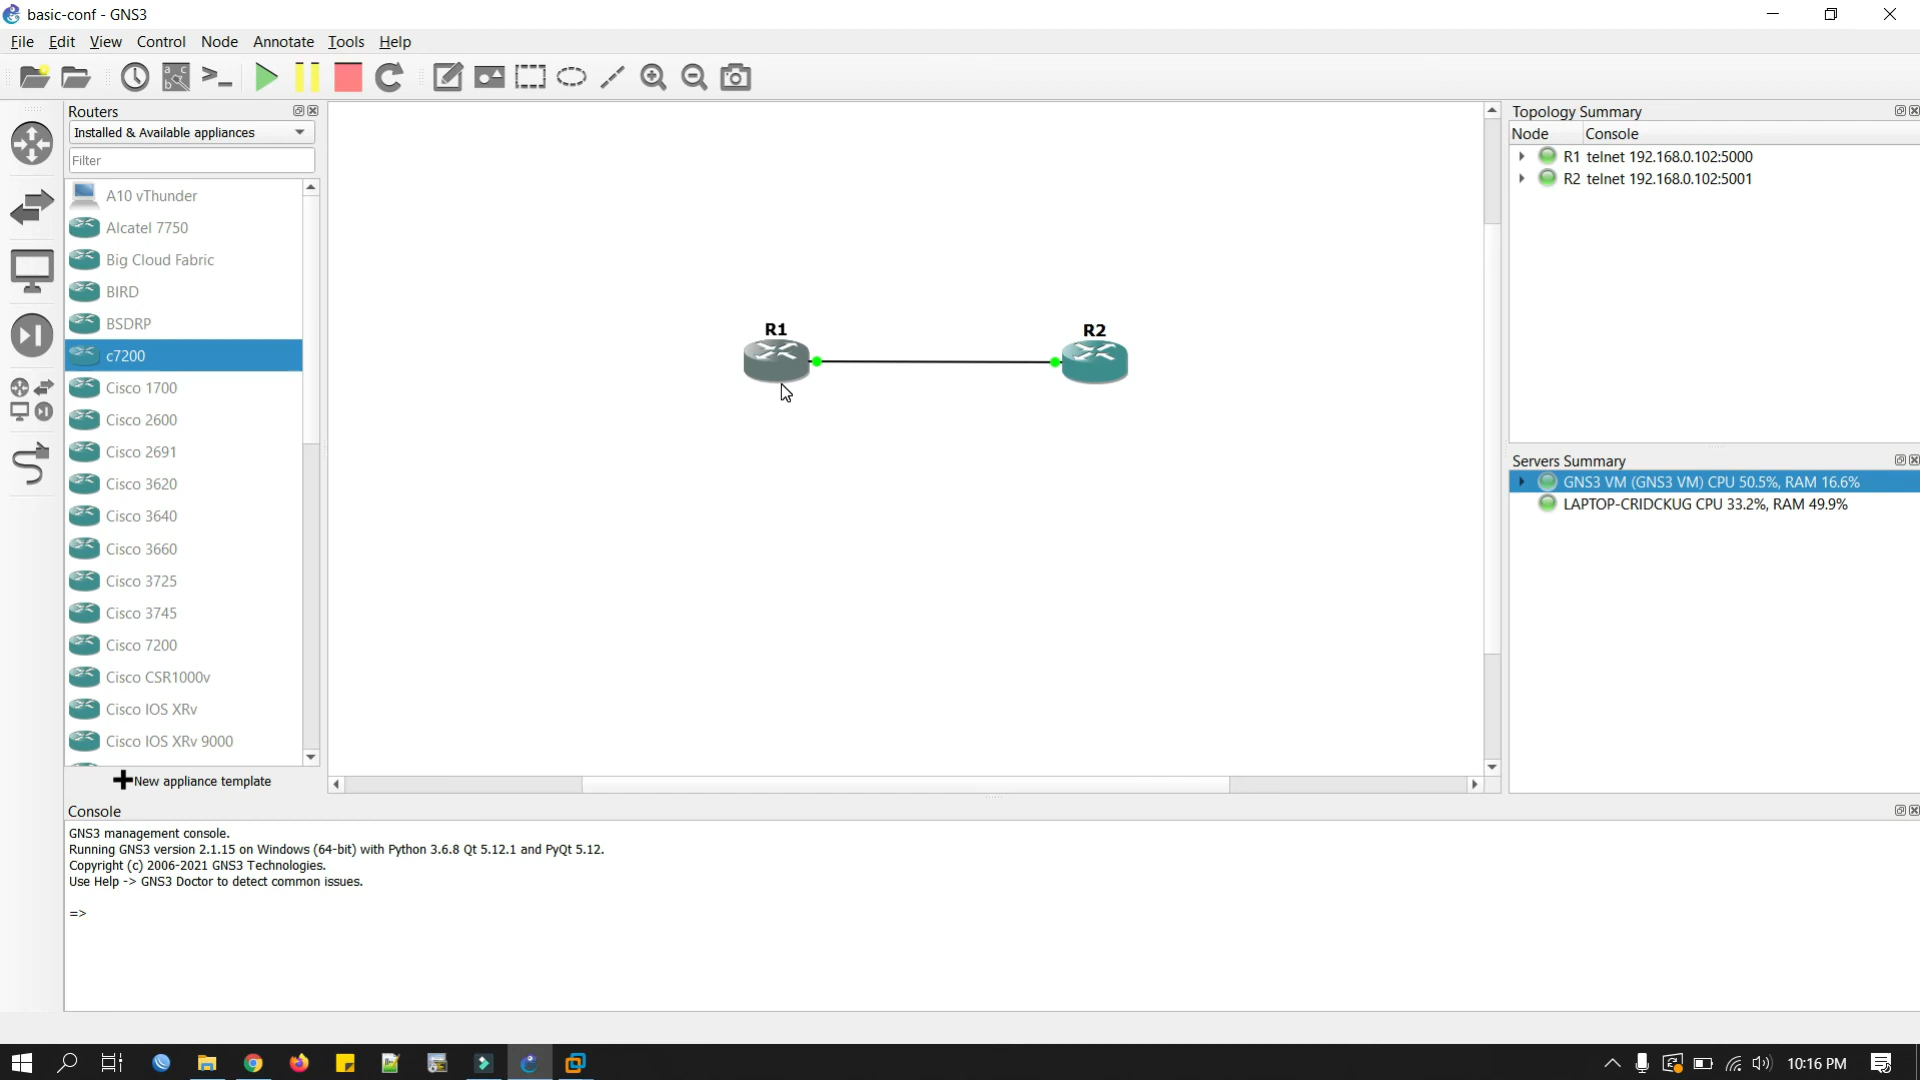 basic-conf - GNS3
File Edit View Control Node Annotate Tools Help
Routers
Installed & Available appliances
Filter
A10 vThunder
Alcatel 7750
Big Cloud Fabric
BIRD
BSDRP
c7200
Cisco 1700
Cisco 2600
Cisco 2691
Cisco 3620
Cisco 3640
Cisco 3660
Cisco 3725
Cisco 3745
Cisco 7200
Cisco CSR1000v
Cisco IOS XRv
Cisco IOS XRv 9000
New appliance template
R1
R2
Topology Summary
Node Console
R1 telnet 192.168.0.102:5000
R2 telnet 192.168.0.102:5001
Servers Summary
GNS3 VM (GNS3 VM) CPU 50.5%, RAM 16.6%
LAPTOP-CRIDCKUG CPU 33.2%, RAM 49.9%
Console
GNS3 management console.
Running GNS3 version 2.1.15 on Windows (64-bit) with Python 3.6.8 Qt 5.12.1 and PyQt 5.12.
Copyright (c) 2006-2021 GNS3 Technologies.
Use Help -> GNS3 Doctor to detect common issues.
=>
10:16 PM